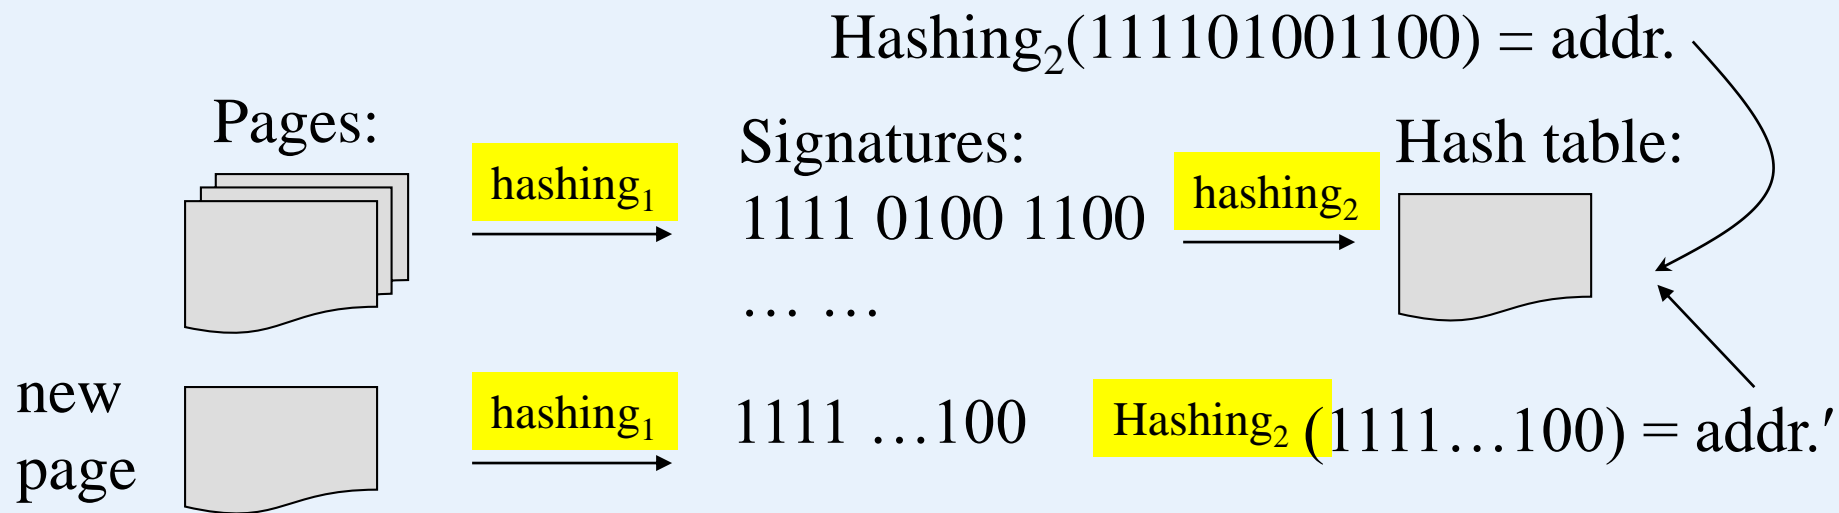 Hashing₂(111101001100) = addr.
Pages:
hashing₁
Signatures:
1111 0100 1100
… …
hashing₂
Hash table:
new
page
hashing₁
1111 …100
Hashing₂ (1111…100) = addr.′